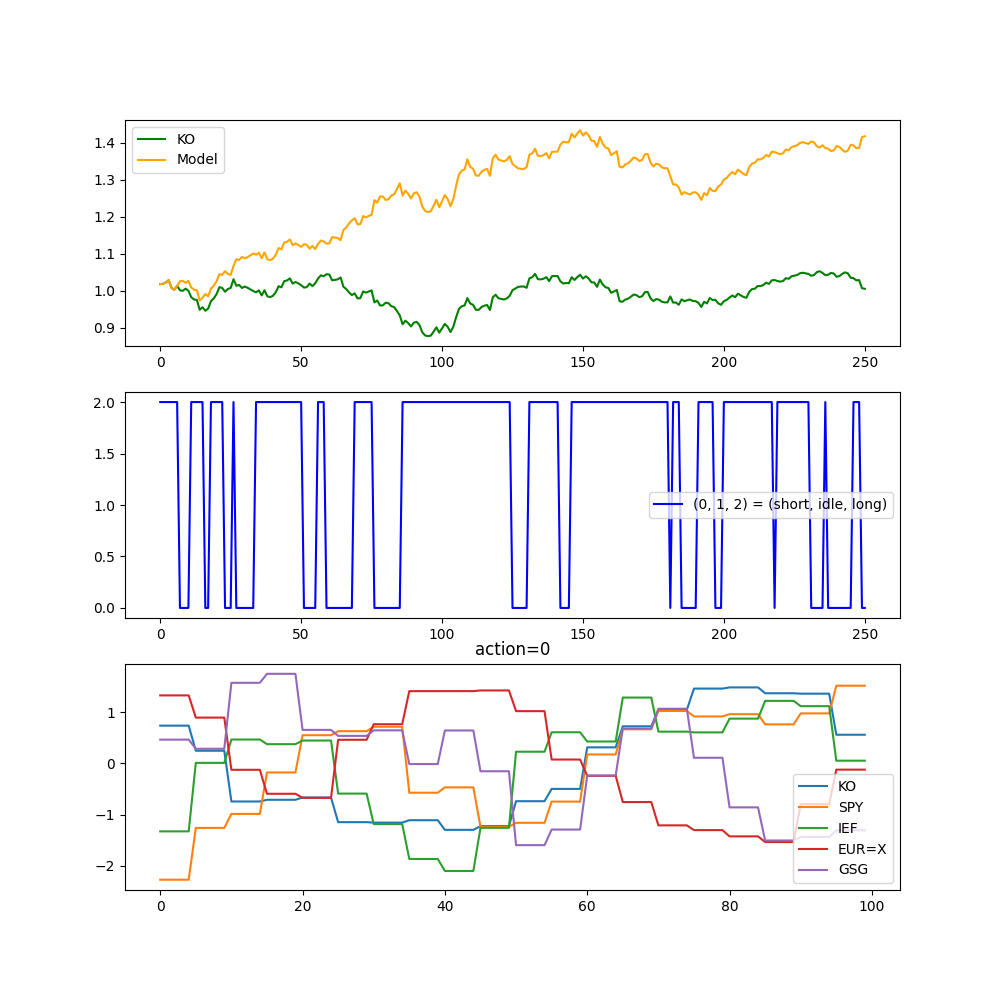 1.4
1.3
1.2
1.1
1.0
0.9
KO
Model
0 50 100 150 200 250
2.0
1.5
1.0
0.5
0.0
(0, 1, 2) = (short, idle, long)
0 50 100 150 200 250
action=0
1
0
−1
−2
KO
SPY
IEF
EUR=X
GSG
0 20 40 60 80 100